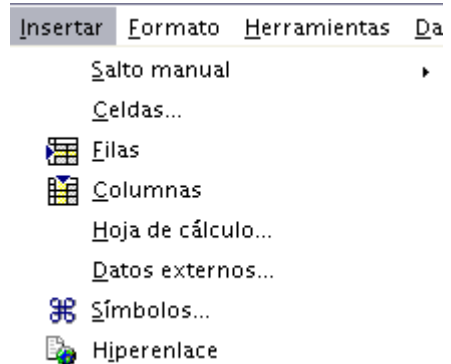 Insertar Formato Herramientas Da
Salto manual
Celdas...
Filas
Columnas
Hoja de cálculo...
Datos externos...
Símbolos...
Hiperenlace